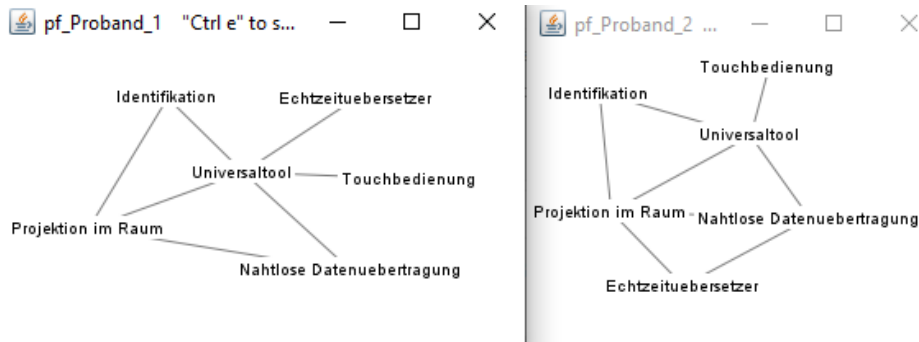 pf_Proband_1 "Ctrl e" to s...
Identifikation
Echtzeituebersetzer
Universaltool
Touchbedienung
Projektion im Raum
Nahtlose Datenuebertragung
pf_Proband_2 ...
Touchbedienung
Identifikation
Universaltool
Projektion im Raum
Nahtlose Datenuebertragung
Echtzeituebersetzer